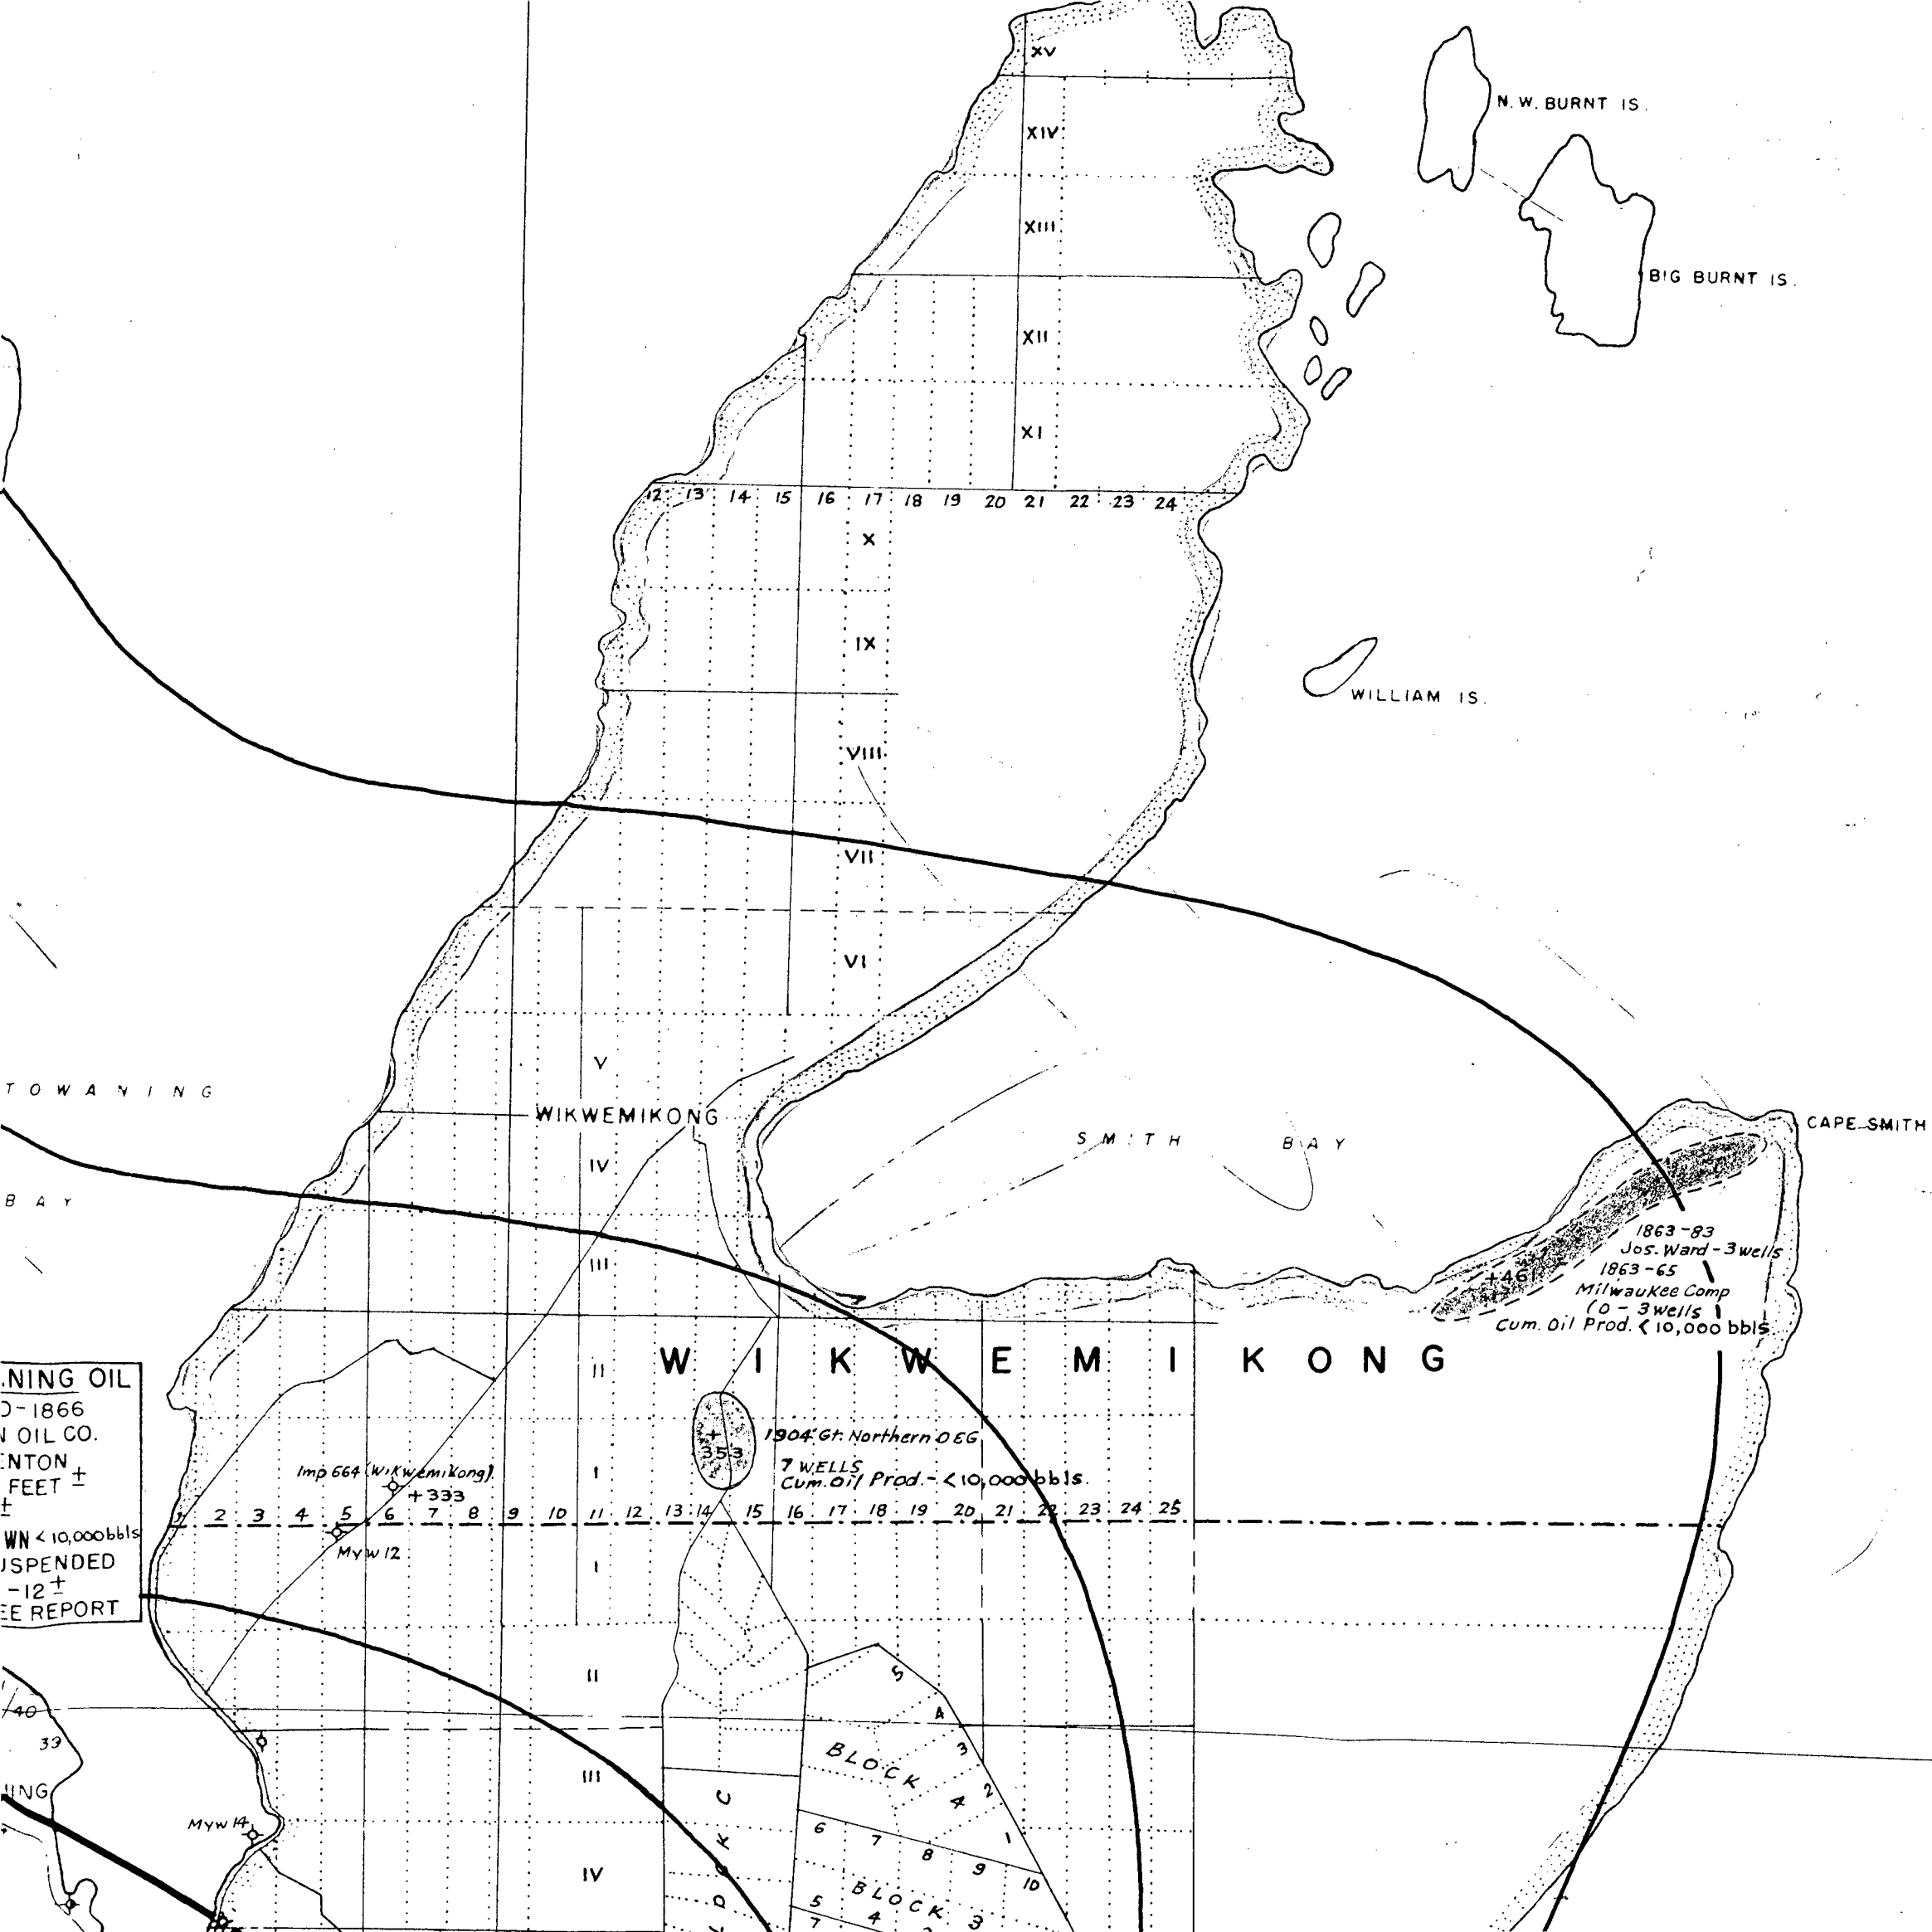 XV
N. W. BURNT IS.
XIV
XIII
BIG BURNT IS.
XII
XI
12 13 14 15 16 17 18 19 20 21 22 23 24
X
IX
WILLIAM IS.
VIII
VII
VI
V
TOWANING
WIKWEMIKONG
CAPE SMITH
SMITH BAY
IV
BAY
1863-83
Jos. Ward - 3 wells
III
+461
1863-65
Milwaukee Comp
(0 - 3 wells
Cum. Oil Prod. < 10,000 bbls.
WIKWEMIKONG
II
NING OIL
-1866
OIL CO.
ENTON
FEET ±
±
WN < 10,000 bbls
USPENDED
-12 ±
EE REPORT
+
353
1904 Gt. Northern O&G
7 WELLS
Cum. Oil Prod. - < 10,000 bbls.
Imp 664 (Wikwemikong)
+333
I
1 2 3 4 5 6 7 8 9 10 11 12 13 14 15 16 17 18 19 20 21 22 23 24 25
Myw 12
I
II
5
4
40
39
3
BLOCK
4
2
III
1
ING
Myw 14
C
6 7 8 9 10
IV
BLOCK
3
5
4
3
7